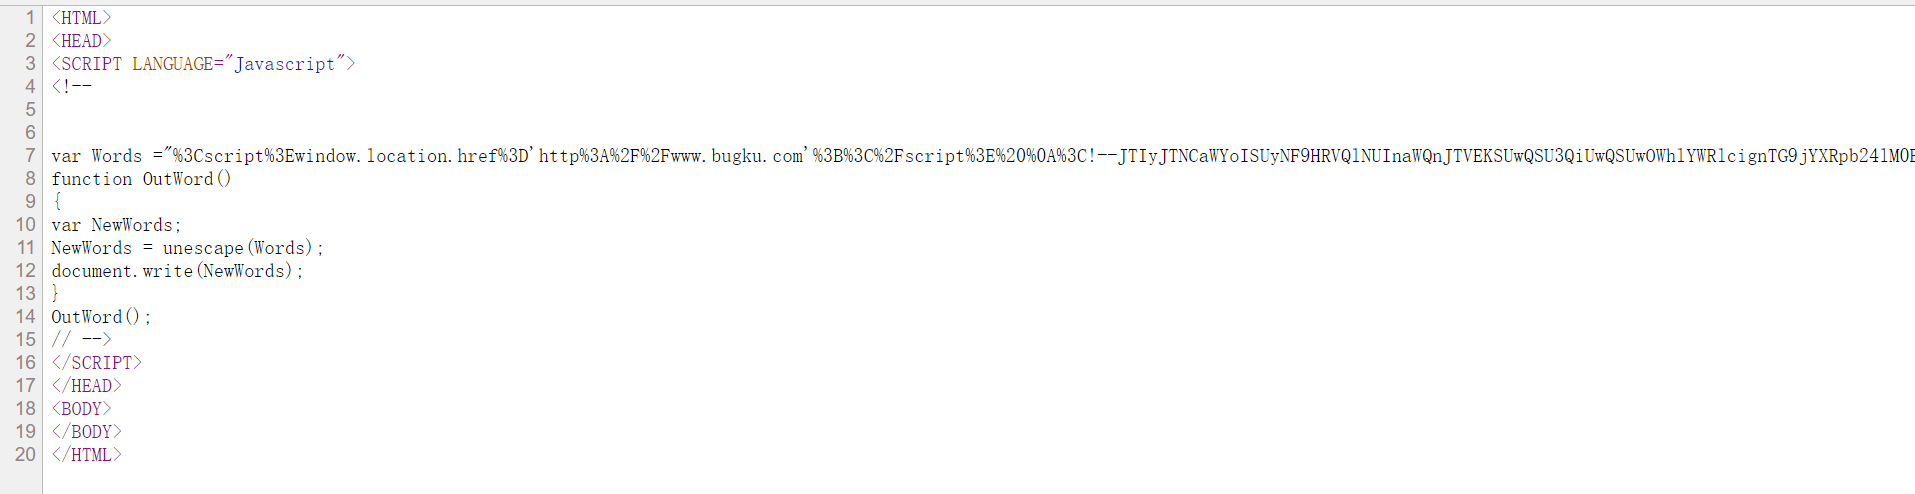 1 <HTML>
2 <HEAD>
3 <SCRIPT LANGUAGE="Javascript">
4 <!--
5
6
7 var Words ="%3Cscript%3Ewindow.location.href%3D'http%3A%2F%2Fwww.bugku.com'%3B%3C%2Fscript%3E%20%0A%3C!--JTIyJTNCaWYoISUyNF9HRVQlNUInaWQnJTVEKSUwQSU3QiUwQSUwOWhlYWRlcignTG9jYXRpb24lM0E
8 function OutWord()
9 {
10 var NewWords;
11 NewWords = unescape(Words);
12 document.write(NewWords);
13 }
14 OutWord();
15 // -->
16 </SCRIPT>
17 </HEAD>
18 <BODY>
19 </BODY>
20 </HTML>